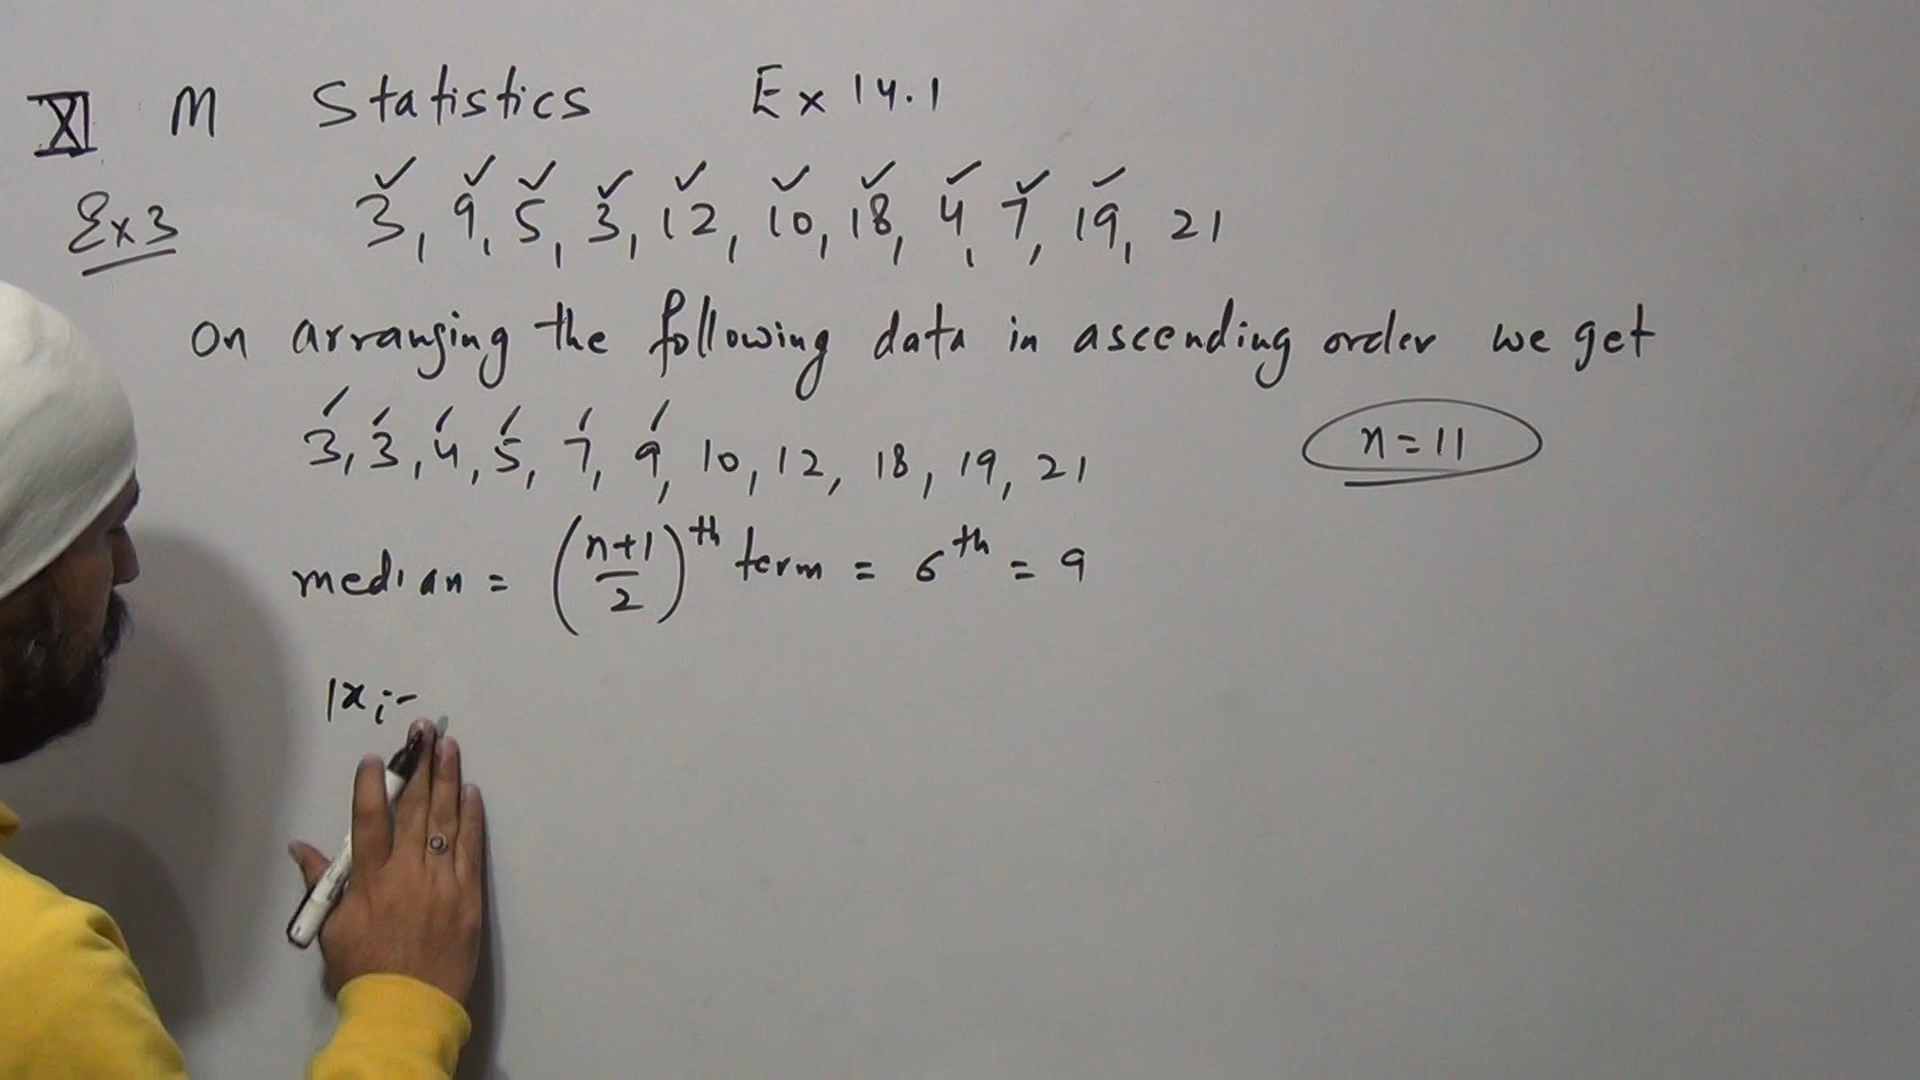 XI M Statistics Ex 14.1
Ex3 3, 9, 5, 3, 12, 10, 18, 4, 7, 19, 21
On arranging the following data in ascending order we get
3, 3, 4, 5, 7, 9, 10, 12, 18, 19, 21 n=11
median = (n+1/2)th term = 6th = 9
|xi-